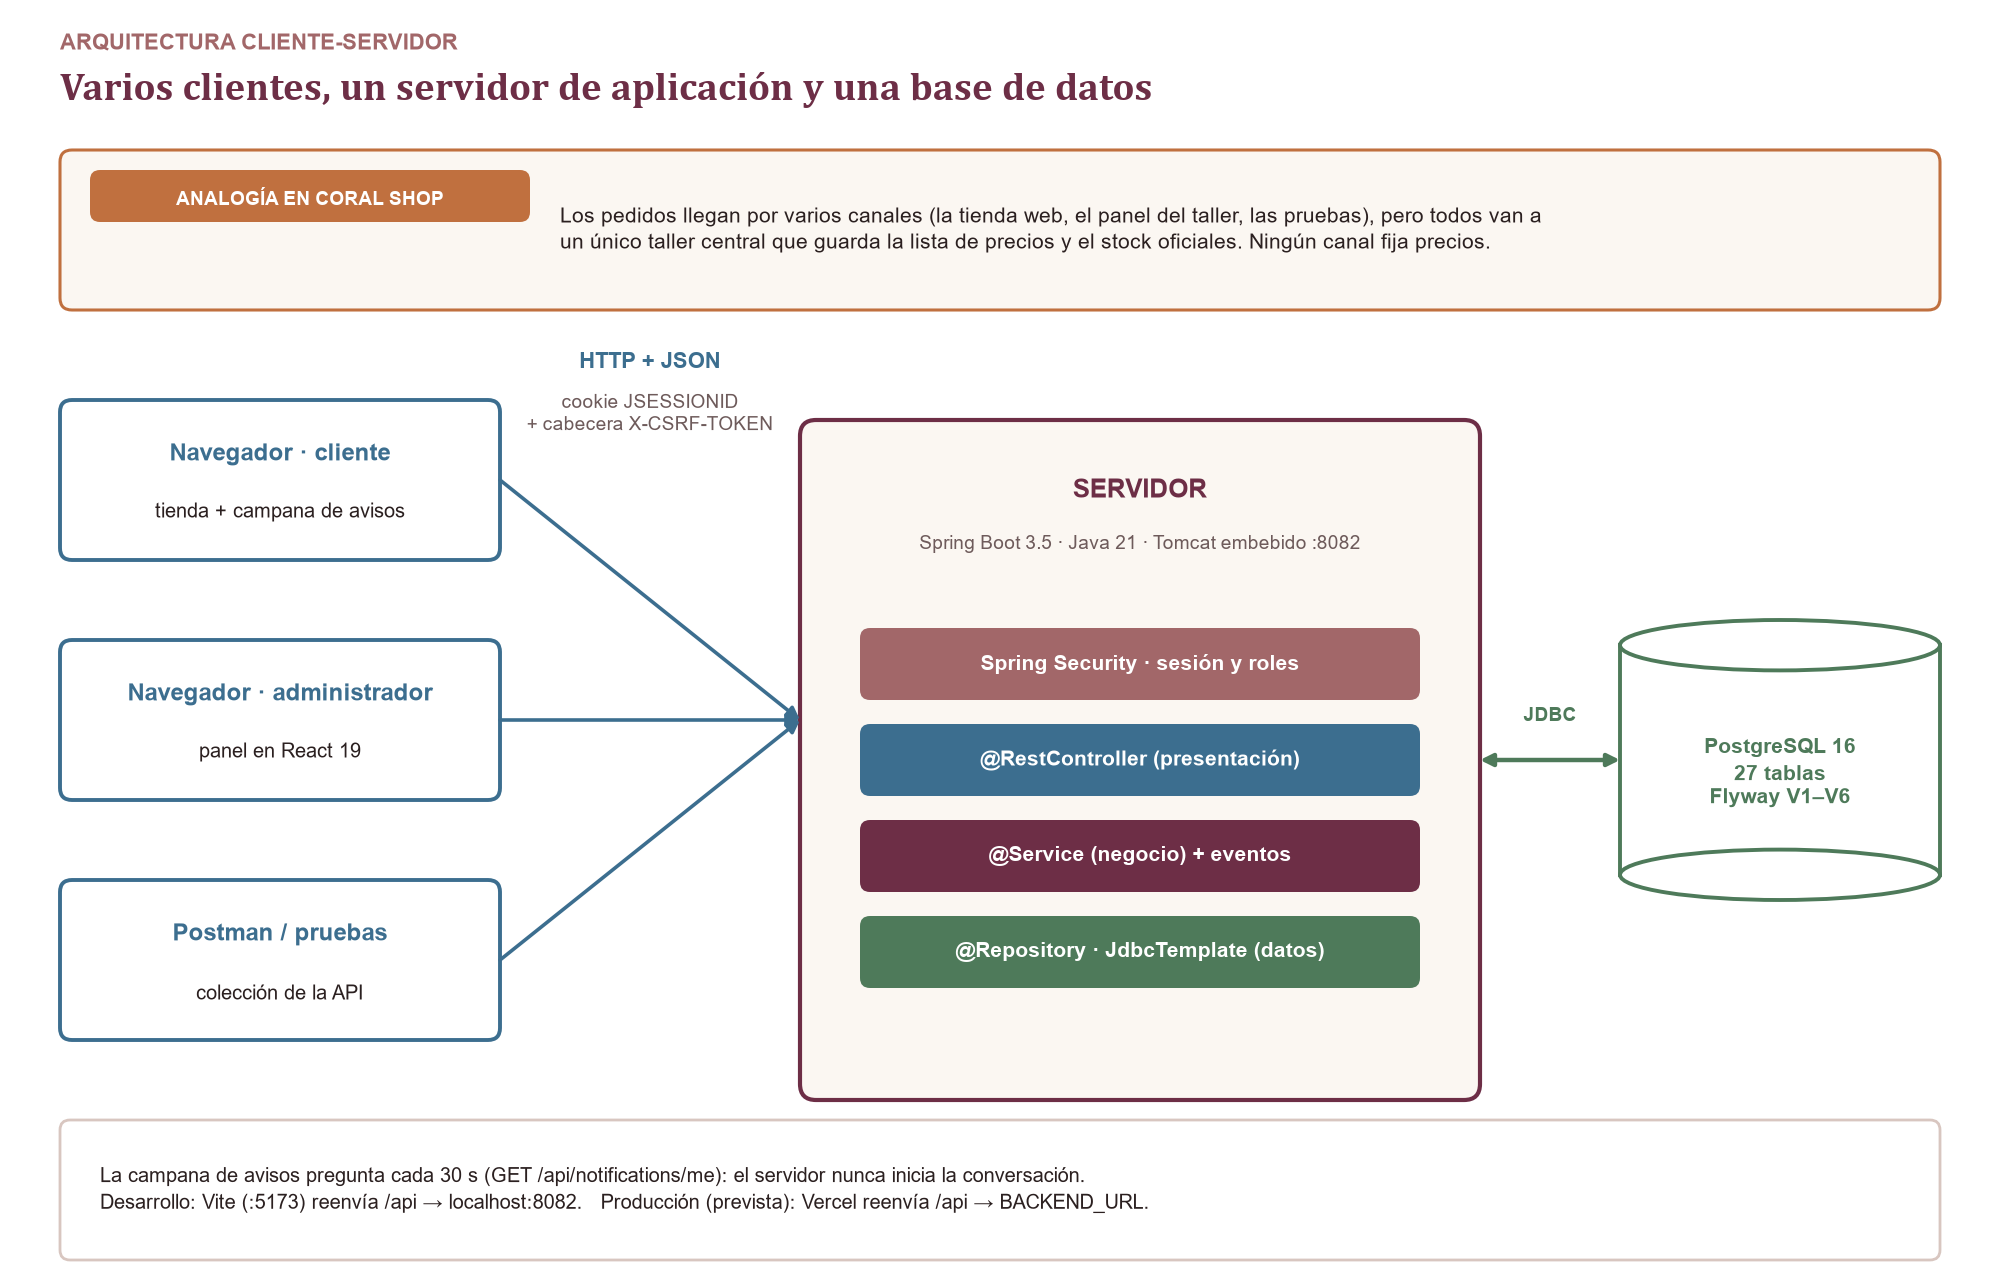 ARQUITECTURA CLIENTE-SERVIDOR
Varios clientes, un servidor de aplicación y una base de datos
ANALOGÍA EN CORAL SHOP
Los pedidos llegan por varios canales (la tienda web, el panel del taller, las pruebas), pero todos van a
un único taller central que guarda la lista de precios y el stock oficiales. Ningún canal fija precios.
HTTP + JSON
cookie JSESSIONID
+ cabecera X-CSRF-TOKEN
Navegador · cliente
tienda + campana de avisos
Navegador · administrador
panel en React 19
Postman / pruebas
colección de la API
SERVIDOR
Spring Boot 3.5 · Java 21 · Tomcat embebido :8082
Spring Security · sesión y roles
@RestController (presentación)
@Service (negocio) + eventos
@Repository · JdbcTemplate (datos)
JDBC
PostgreSQL 16
27 tablas
Flyway V1–V6
La campana de avisos pregunta cada 30 s (GET /api/notifications/me): el servidor nunca inicia la conversación.
Desarrollo: Vite (:5173) reenvía /api → localhost:8082.   Producción (prevista): Vercel reenvía /api → BACKEND_URL.